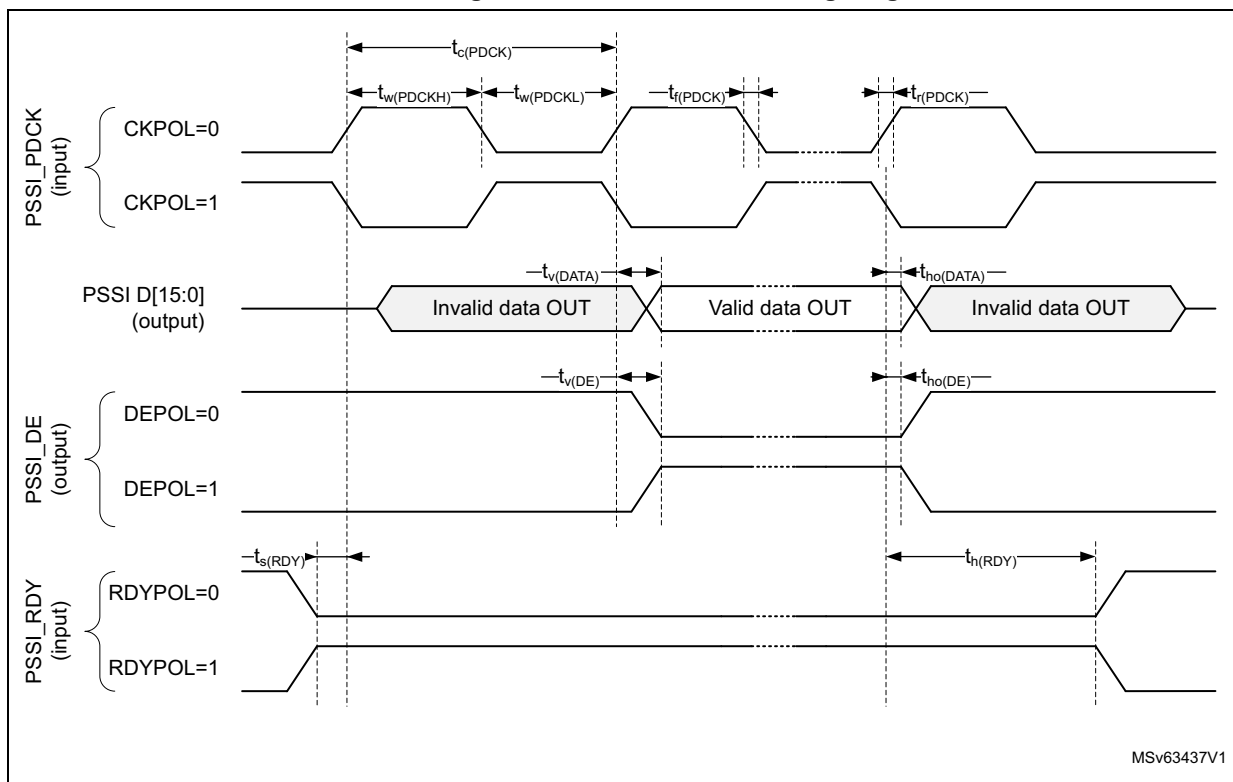 tc(PDCK)
tw(PDCKH) tw(PDCKL) tf(PDCK) tr(PDCK)
PSSI_PDCK
(input)
CKPOL=0
CKPOL=1
PSSI D[15:0]
(output)
tv(DATA) tho(DATA)
Invalid data OUT Valid data OUT Invalid data OUT
tv(DE) tho(DE)
PSSI_DE
(output)
DEPOL=0
DEPOL=1
ts(RDY) th(RDY)
PSSI_RDY
(input)
RDYPOL=0
RDYPOL=1
MSv63437V1